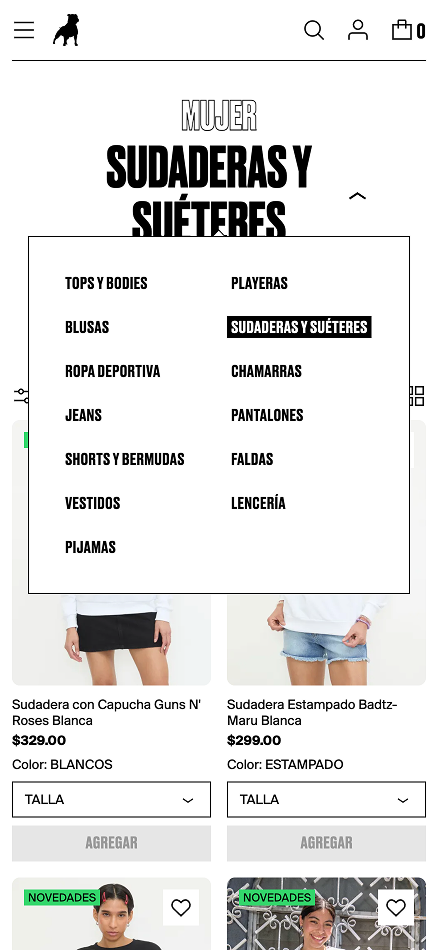 0
MUJER
SUDADERAS Y
SUÉTERES
TOPS Y BODIES
PLAYERAS
BLUSAS
SUDADERAS Y SUÉTERES
ROPA DEPORTIVA
CHAMARRAS
JEANS
PANTALONES
SHORTS Y BERMUDAS
FALDAS
VESTIDOS
LENCERÍA
PIJAMAS
Sudadera con Capucha Guns N'
Roses Blanca
$329.00
Color: BLANCOS
TALLA
AGREGAR
Sudadera Estampado Badtz-
Maru Blanca
$299.00
Color: ESTAMPADO
TALLA
AGREGAR
NOVEDADES
NOVEDADES